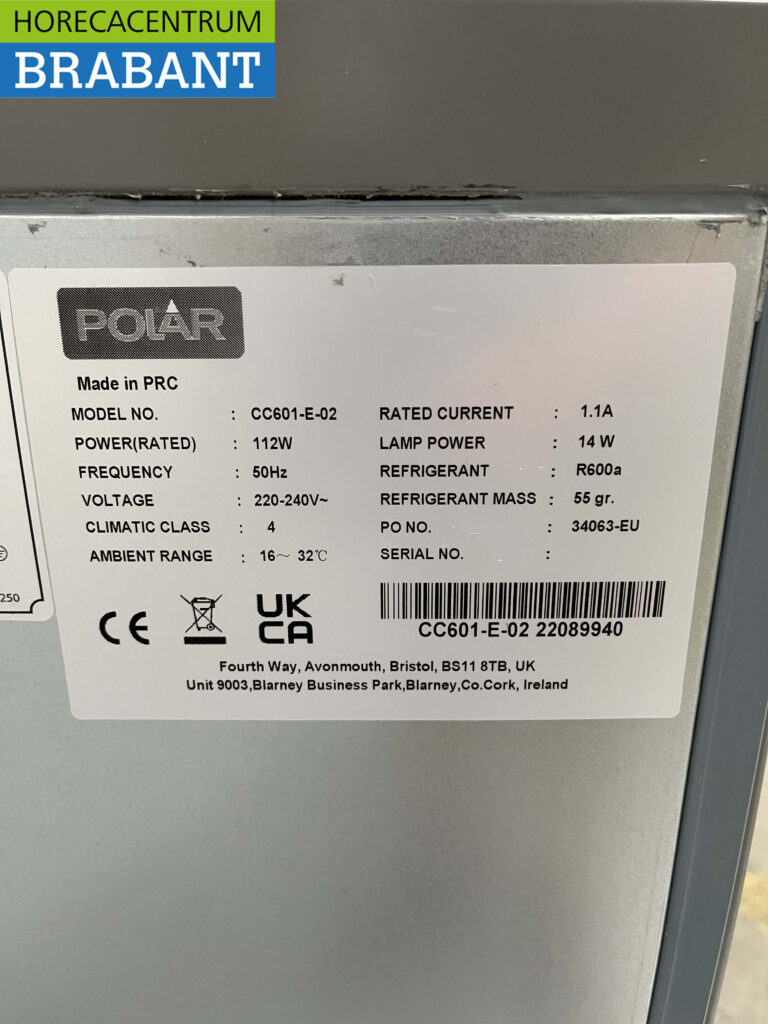 HORECACENTRUM
BRABANT
POLAR
Made in PRC
MODEL NO. : CC601-E-02 RATED CURRENT : 1.1A
POWER(RATED) : 112W LAMP POWER : 14 W
FREQUENCY : 50Hz REFRIGERANT : R600a
VOLTAGE : 220-240V~ REFRIGERANT MASS : 55 gr.
CLIMATIC CLASS : 4 PO NO. : 34063-EU
AMBIENT RANGE : 16～ 32℃ SERIAL NO. :
250
CE
UK
CA
CC601-E-02 22089940
Fourth Way, Avonmouth, Bristol, BS11 8TB, UK
Unit 9003,Blarney Business Park,Blarney,Co.Cork, Ireland